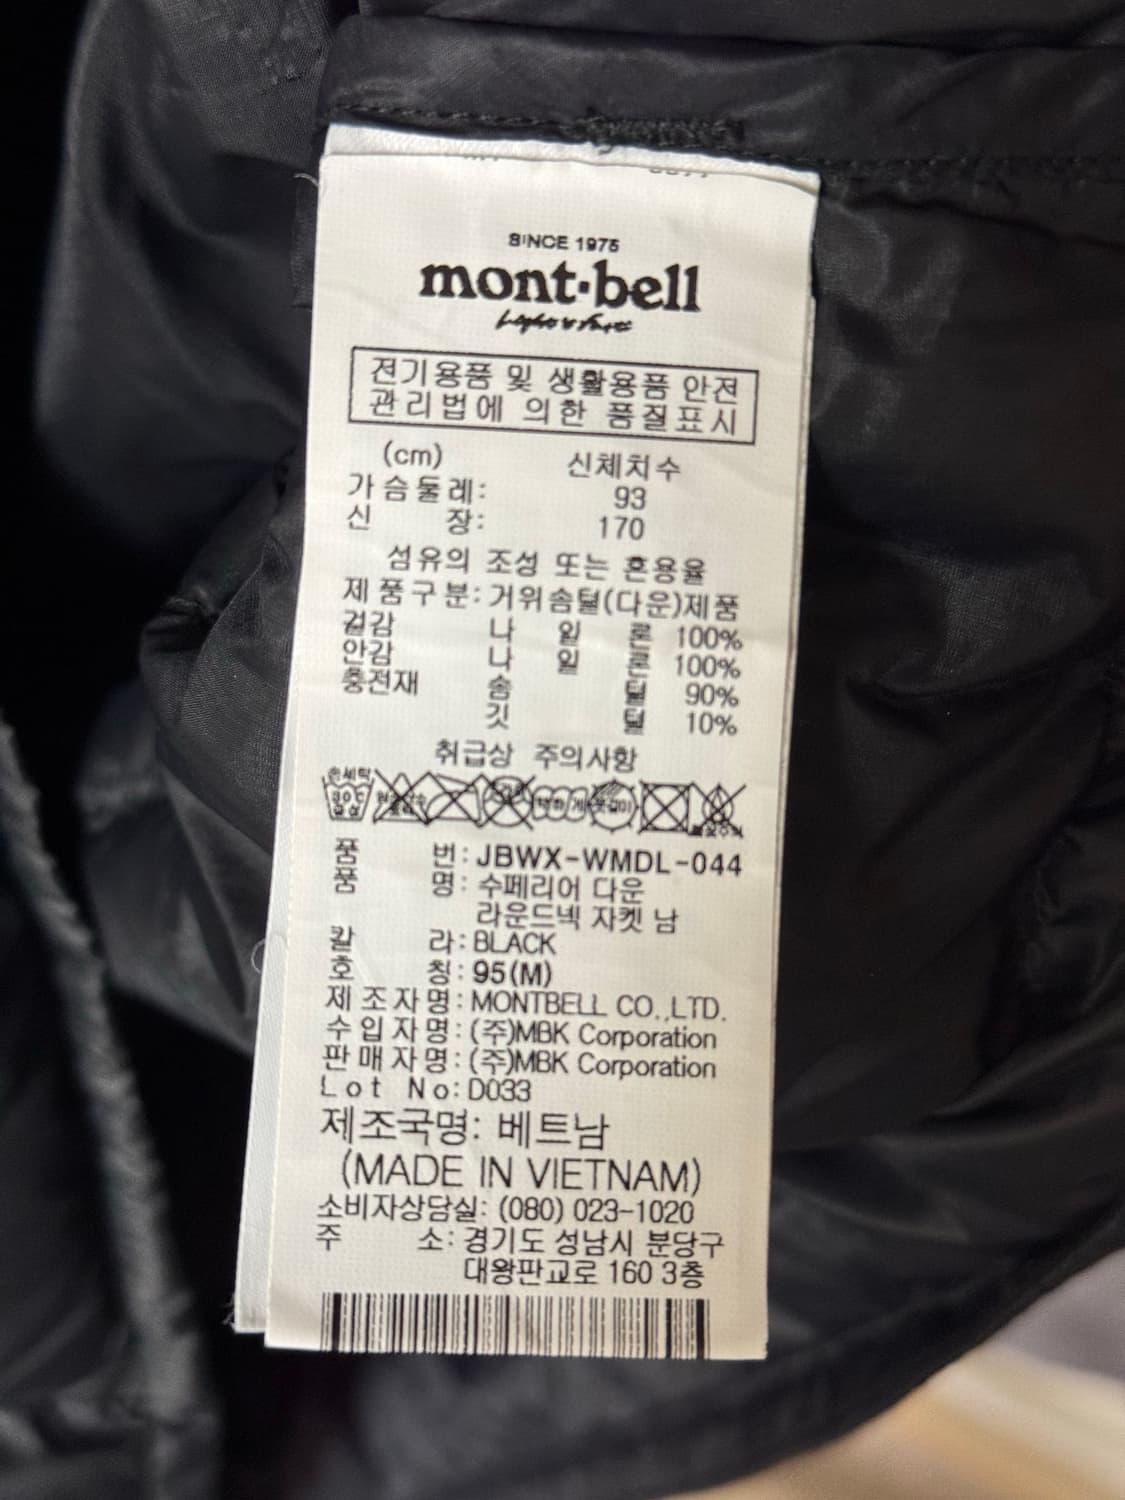 SINCE 1975
mont·bell
전기용품 및 생활용품 안전
관리법에 의한 품질표시
(cm) 신체치수
가슴둘레: 93
신 장: 170
섬유의 조성 또는 혼용율
제품구분: 거위솜털(다운)제품
겉감 나 일 론 100%
안감 나 일 론 100%
충전재 솜 털 90%
깃 털 10%
취급상 주의사항
손세탁
30℃
중성
품 번: JBWX-WMDL-044
품 명: 수페리어 다운
라운드넥 자켓 남
칼 라: BLACK
호 칭: 95(M)
제 조 자 명: MONTBELL CO.,LTD.
수 입 자 명: (주)MBK Corporation
판 매 자 명: (주)MBK Corporation
Lot No: D033
제조국명: 베트남
(MADE IN VIETNAM)
소비자상담실: (080) 023-1020
주 소: 경기도 성남시 분당구
대왕판교로 160 3층